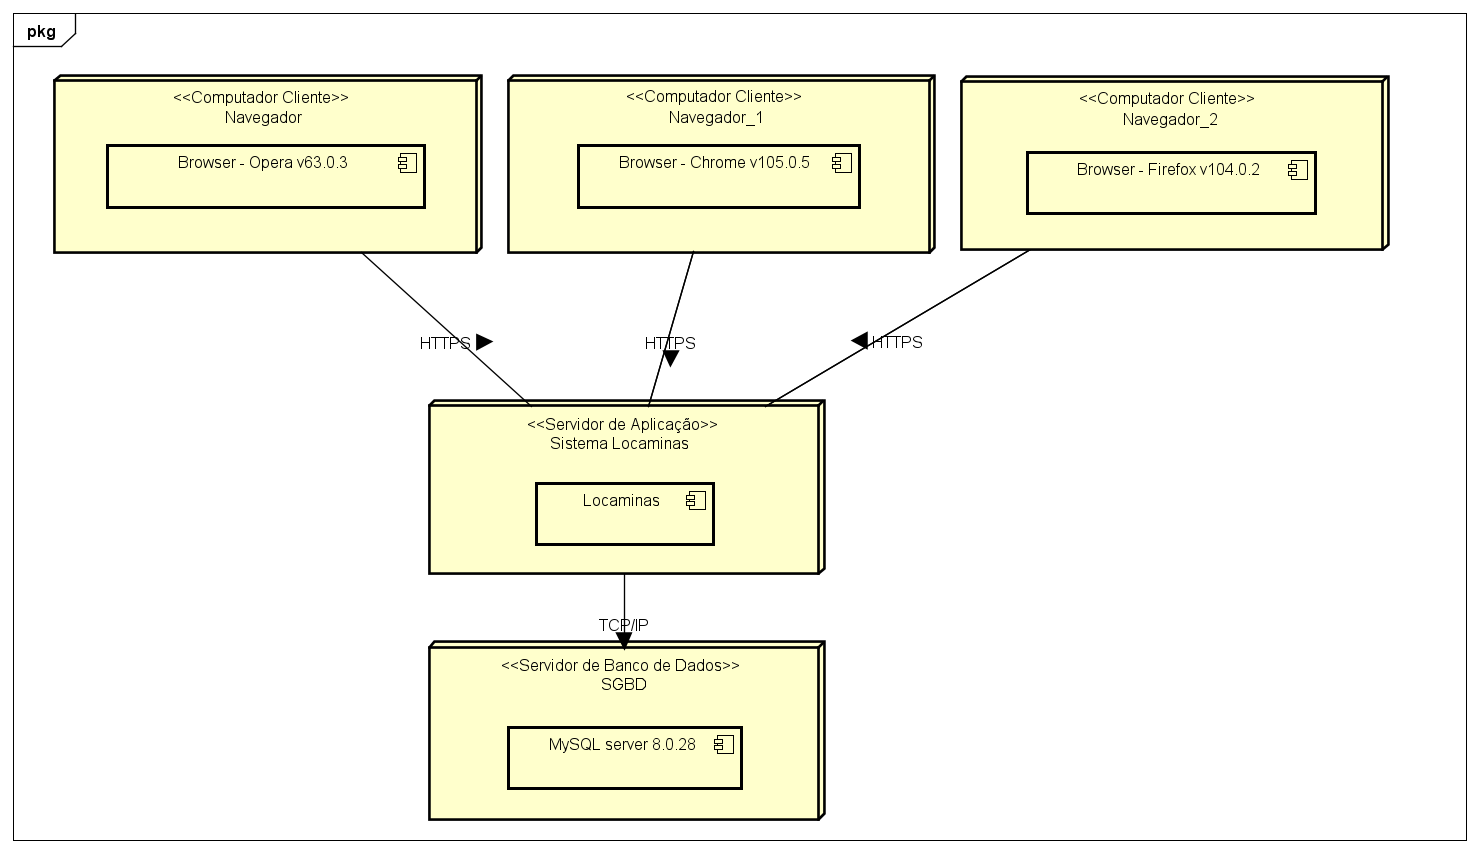 pkg
<<Computador Cliente>>
Navegador
Browser - Opera v63.0.3
<<Computador Cliente>>
Navegador_1
Browser - Chrome v105.0.5
<<Computador Cliente>>
Navegador_2
Browser - Firefox v104.0.2
HTTPS
HTTPS
HTTPS
<<Servidor de Aplicação>>
Sistema Locaminas
Locaminas
TCP/IP
<<Servidor de Banco de Dados>>
SGBD
MySQL server 8.0.28